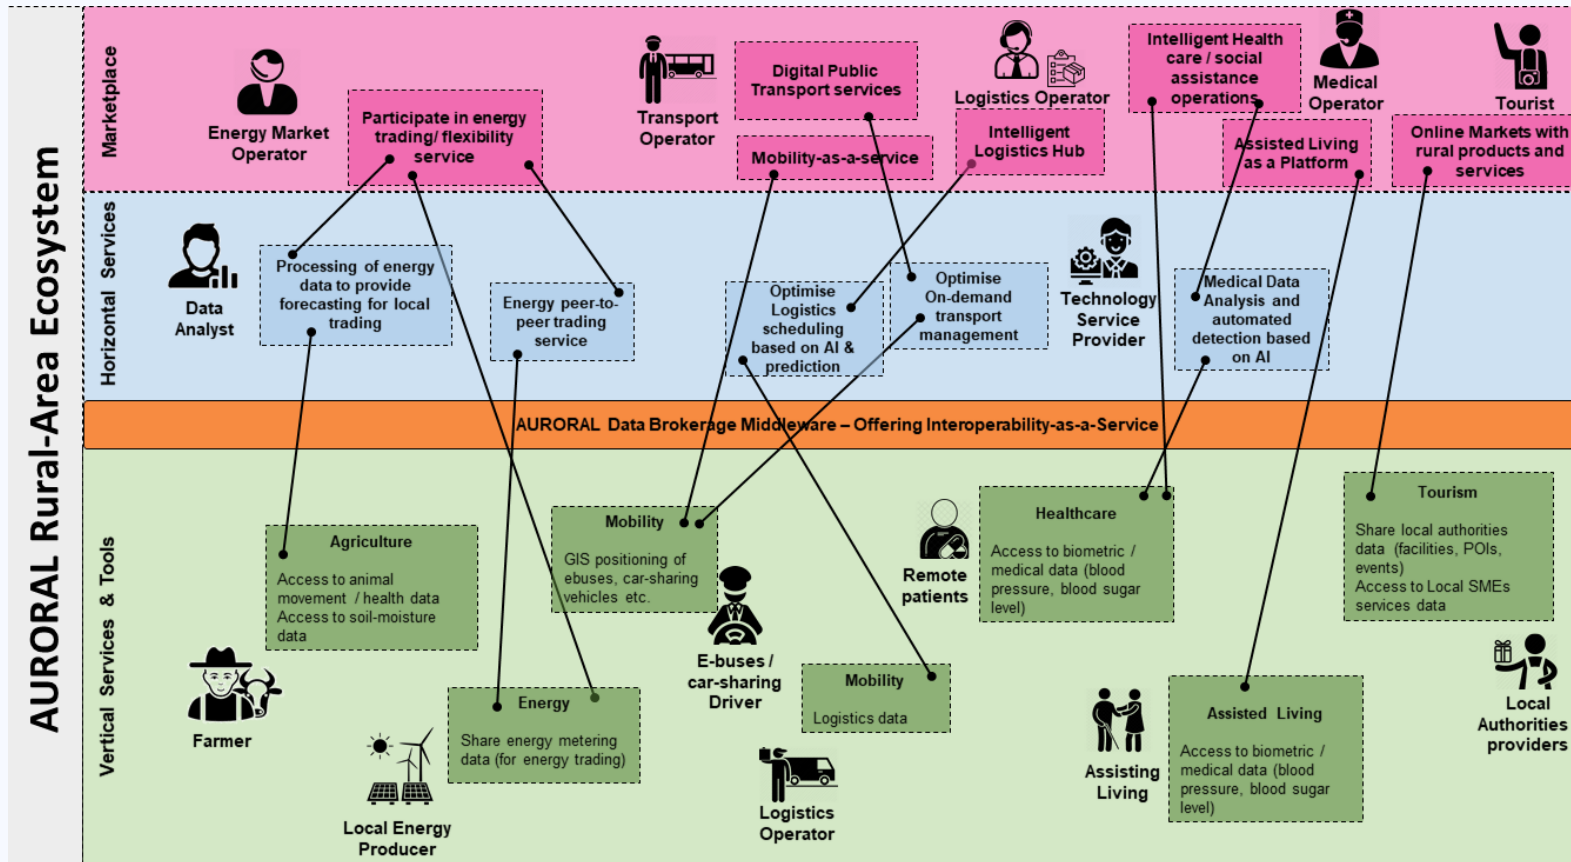 AURORAL Rural-Area Ecosystem
Marketplace
Energy Market
Operator
Participate in energy
trading/ flexibility
service
Transport
Operator
Digital Public
Transport services
Mobility-as-a-service
Logistics Operator
Intelligent
Logistics Hub
Intelligent Health
care / social
assistance
operations
Medical
Operator
Assisted Living
as a Platform
Tourist
Online Markets with
rural products and
services
Horizontal Services
Data
Analyst
Processing of energy
data to provide
forecasting for local
trading
Energy peer-to-
peer trading
service
Optimise
Logistics
scheduling
based on AI &
prediction
Optimise
On-demand
transport
management
Technology
Service
Provider
Medical Data
Analysis and
automated
detection based
on AI
AURORAL Data Brokerage Middleware – Offering Interoperability-as-a-Service
Vertical Services & Tools
Farmer
Agriculture
Access to animal
movement / health data
Access to soil-moisture
data
Local Energy
Producer
Energy
Share energy metering
data (for energy trading)
Mobility
GIS positioning of
ebuses, car-sharing
vehicles etc.
E-buses /
car-sharing
Driver
Mobility
Logistics data
Logistics
Operator
Remote
patients
Healthcare
Access to biometric /
medical data (blood
pressure, blood sugar
level)
Assisting
Living
Assisted Living
Access to biometric /
medical data (blood
pressure, blood sugar
level)
Tourism
Share local authorities
data (facilities, POIs,
events)
Access to Local SMEs
services data
Local
Authorities
providers